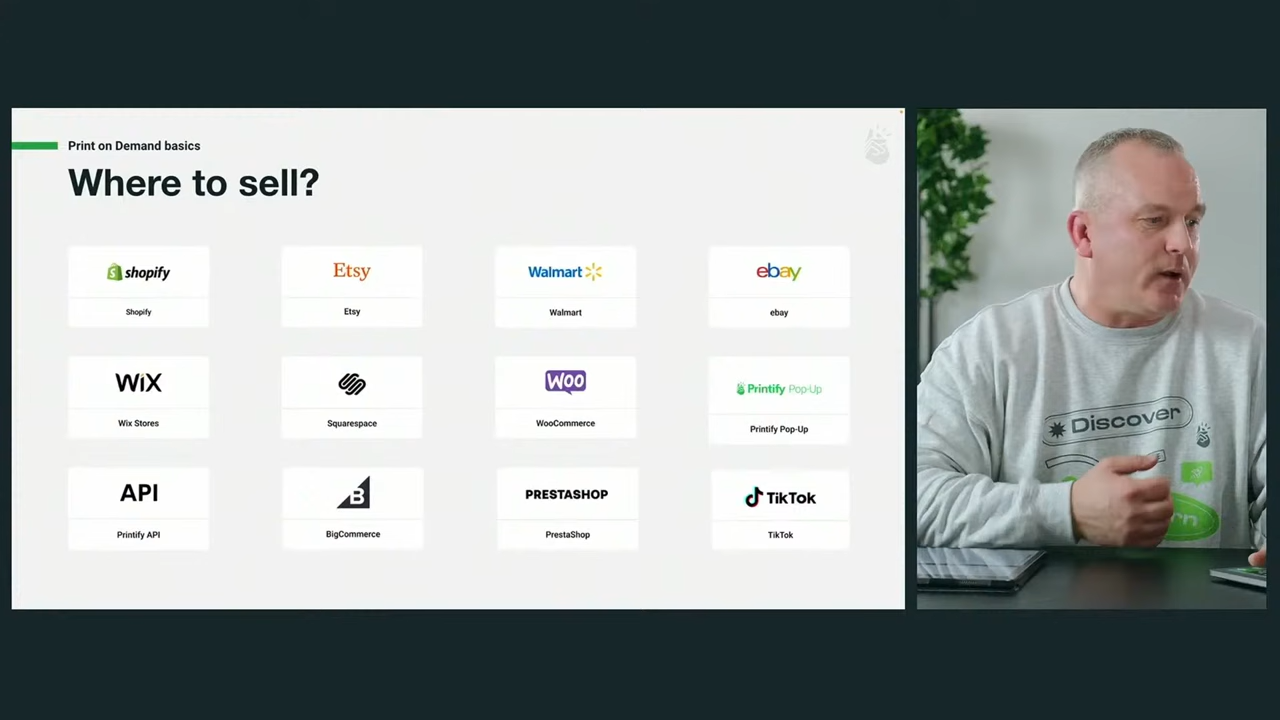 Print on Demand basics
Where to sell?
shopify
Shopify
Etsy
Etsy
Walmart
Walmart
ebay
ebay
WiX
Wix Stores
Squarespace
WOO
WooCommerce
Printify Pop-Up
Printify Pop-Up
API
Printify API
B
BigCommerce
PRESTASHOP
PrestaShop
TikTok
TikTok
Discover